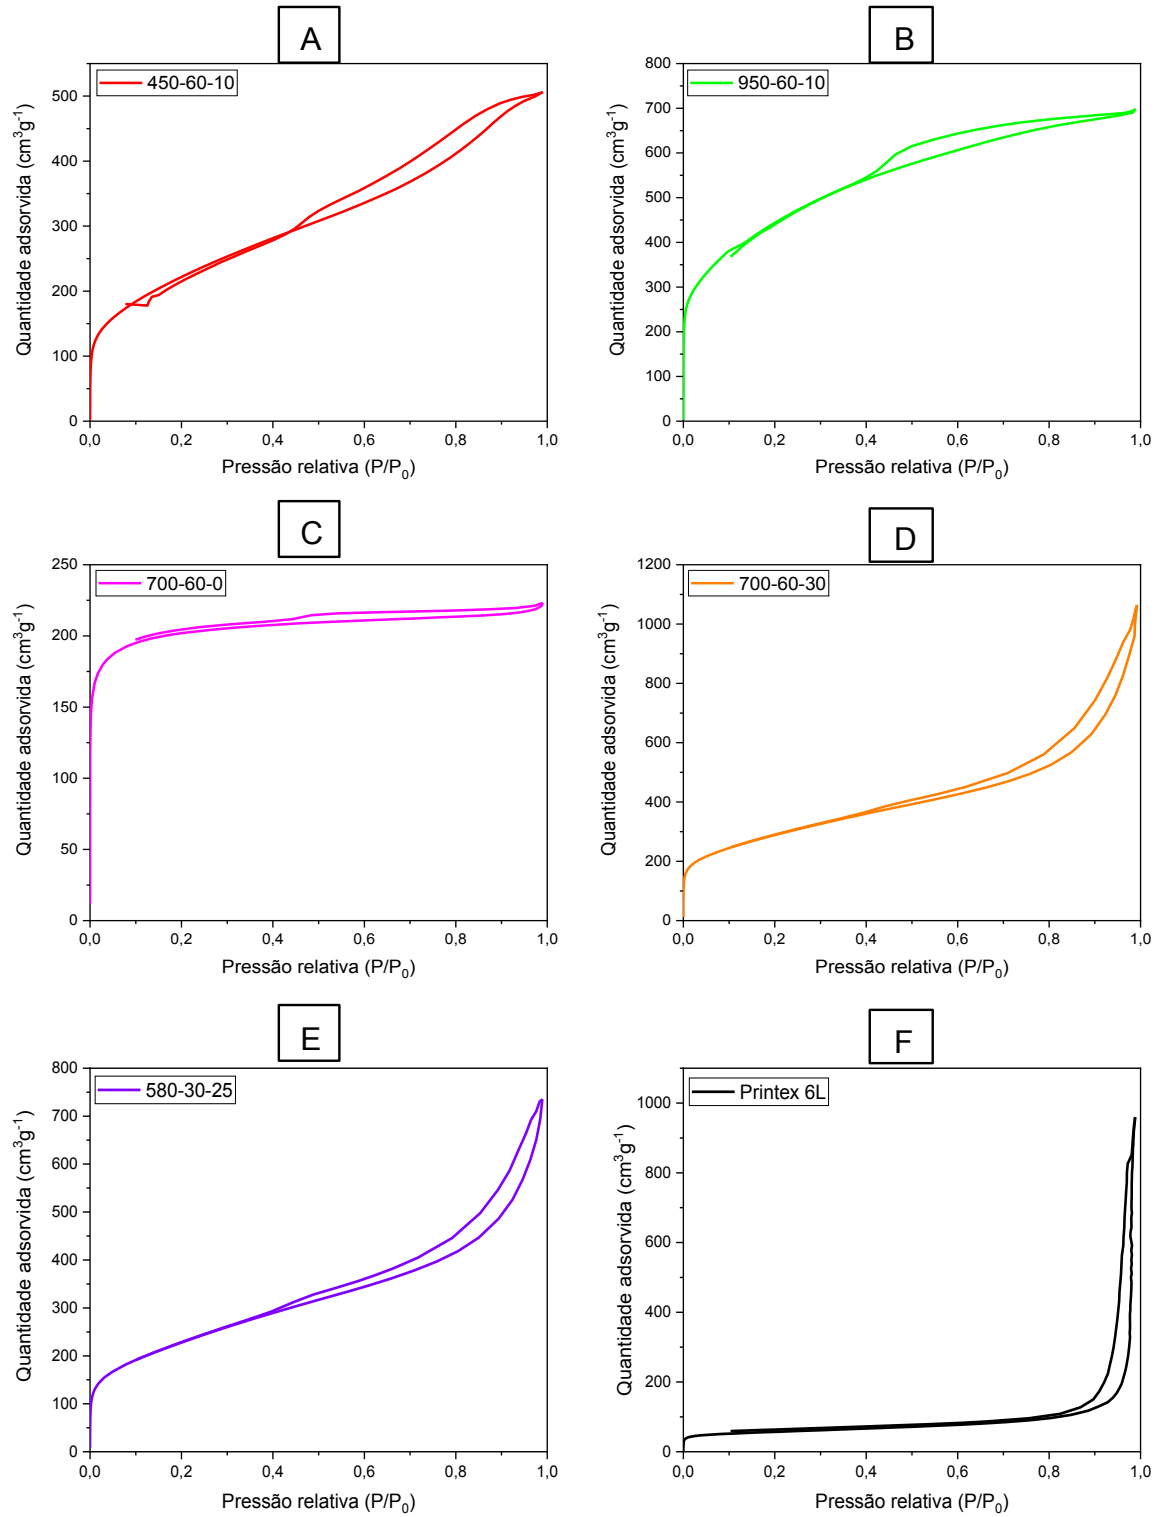 A
450-60-10
Quantidade adsorvida (cm³g⁻¹)
500
400
300
200
100
0
0,0 0,2 0,4 0,6 0,8 1,0
Pressão relativa (P/P₀)
B
950-60-10
Quantidade adsorvida (cm³g⁻¹)
800
700
600
500
400
300
200
100
0
0,0 0,2 0,4 0,6 0,8 1,0
Pressão relativa (P/P₀)
C
700-60-0
Quantidade adsorvida (cm³g⁻¹)
250
200
150
100
50
0
0,0 0,2 0,4 0,6 0,8 1,0
Pressão relativa (P/P₀)
D
700-60-30
Quantidade adsorvida (cm³g⁻¹)
1200
1000
800
600
400
200
0
0,0 0,2 0,4 0,6 0,8 1,0
Pressão relativa (P/P₀)
E
580-30-25
Quantidade adsorvida (cm³g⁻¹)
800
700
600
500
400
300
200
100
0
0,0 0,2 0,4 0,6 0,8 1,0
Pressão relativa (P/P₀)
F
Printex 6L
Quantidade adsorvida (cm³g⁻¹)
1000
800
600
400
200
0
0,0 0,2 0,4 0,6 0,8 1,0
Pressão relativa (P/P₀)